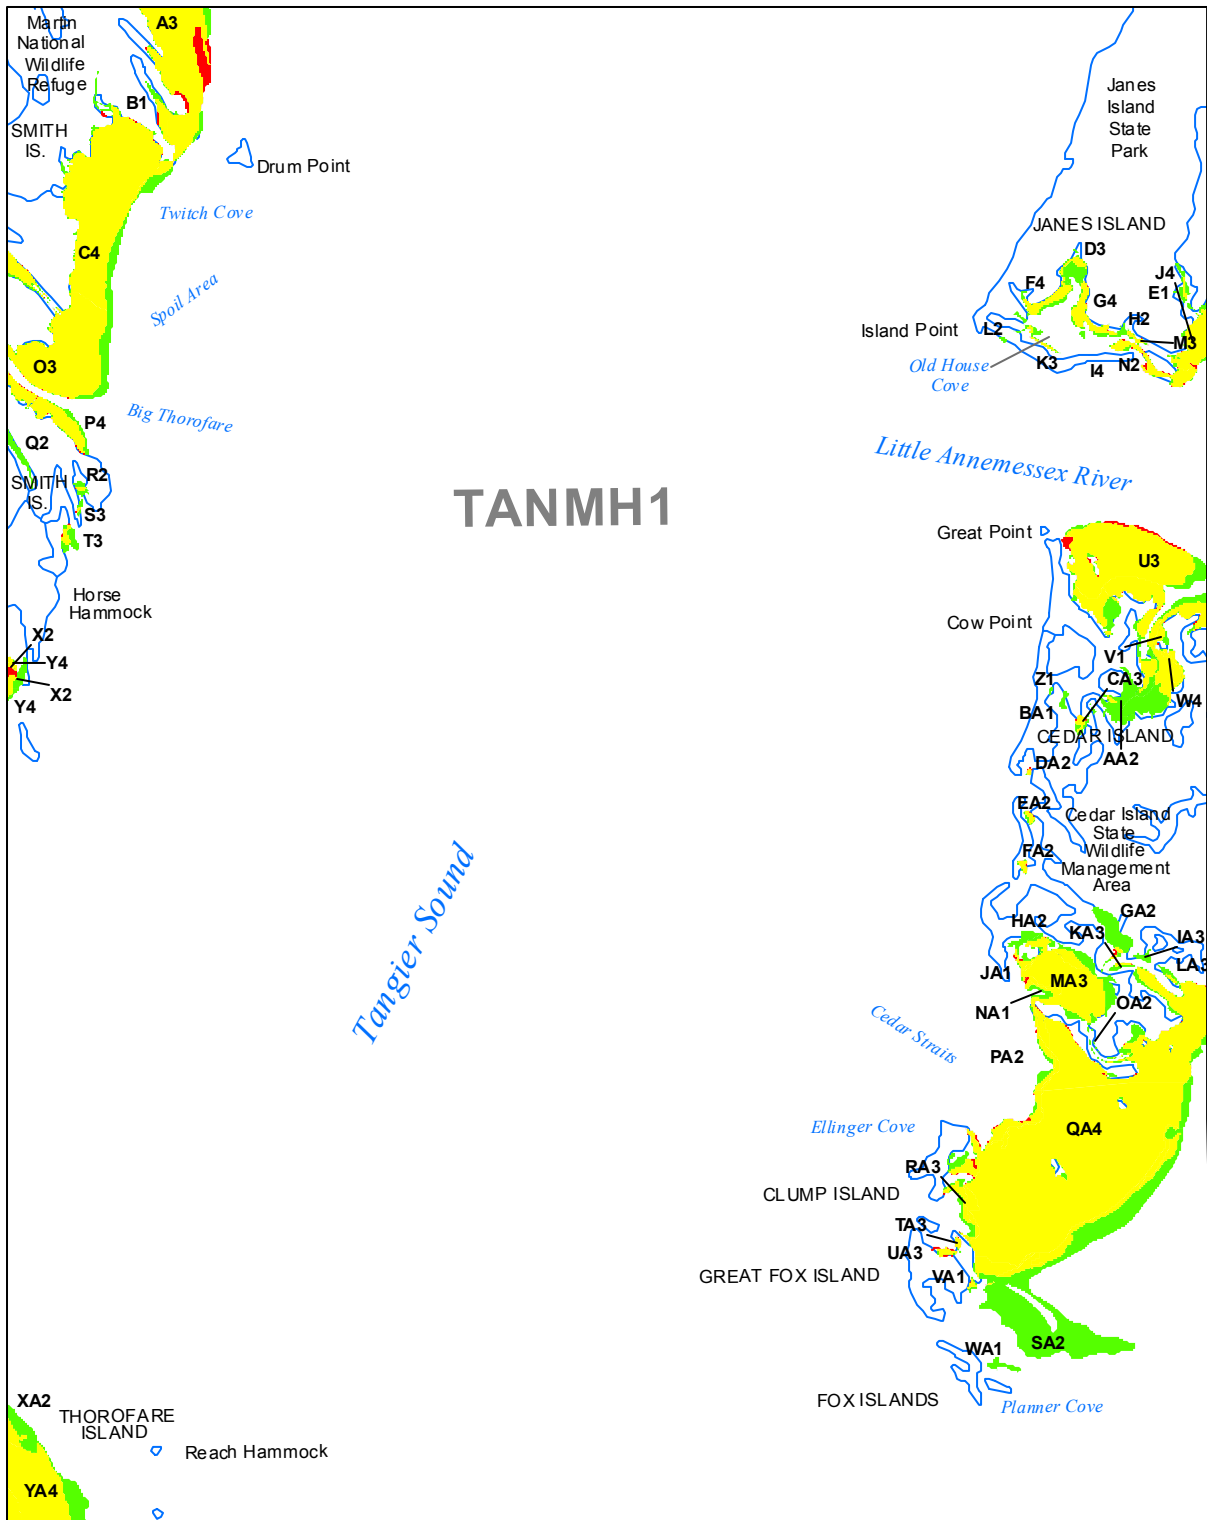 Martin
National
Wildlife
Refuge
A3
B1
SMITH
IS.
Drum Point
Twitch Cove
C4
Spoil Area
O3
Big Thorofare
P4
Q2
R2
SMITH
IS.
S3
T3
Horse
Hammock
X2
Y4
X2
Y4
TANMH1
Janes
Island
State
Park
JANES ISLAND
D3
J4
F4
E1
G4
H2
Island Point
L2
M3
Old House
Cove
K3
I4
N2
Little Annemessex River
Great Point
U3
Cow Point
V1
Z1
CA3
W4
BA1
CEDAR ISLAND
DA2
AA2
EA2
Cedar Island
State
Wildlife
Management
Area
FA2
GA2
HA2
KA3
IA3
LA3
JA1
MA3
NA1
OA2
Cedar Straits
PA2
Tangier Sound
Ellinger Cove
QA4
RA3
CLUMP ISLAND
TA3
UA3
GREAT FOX ISLAND
VA1
SA2
WA1
FOX ISLANDS
Planner Cove
XA2
THOROFARE
ISLAND
Reach Hammock
YA4